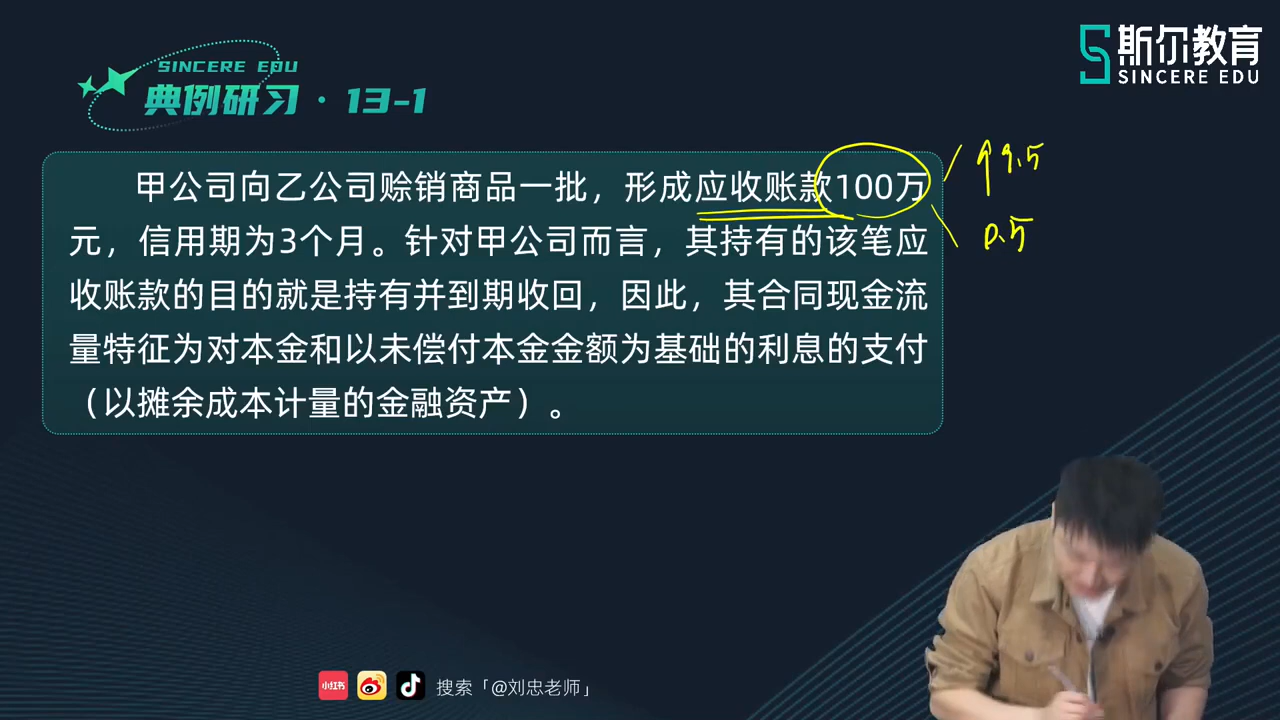 斯尔教育
SINCERE EDU
SINCERE EDU
典例研习·13-1
甲公司向乙公司赊销商品一批，形成应收账款100万
元，信用期为3个月。针对甲公司而言，其持有的该笔应
收账款的目的就是持有并到期收回，因此，其合同现金流
量特征为对本金和以未偿付本金金额为基础的利息的支付
（以摊余成本计量的金融资产）。
99.5
0.5
小红书
搜索「@刘忠老师」